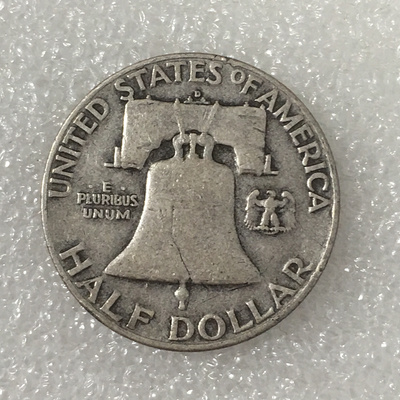 UNITED STATES OF AMERICA
D
E
PLURIBUS
UNUM
HALF DOLLAR